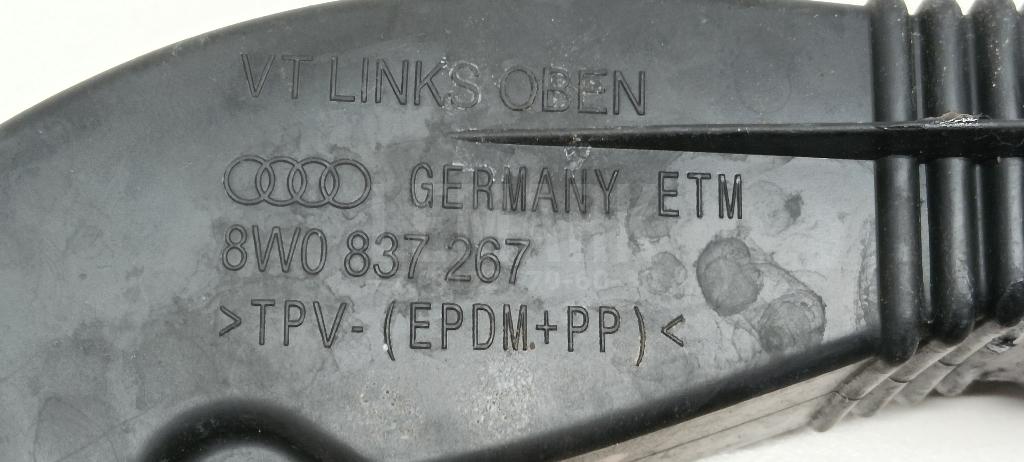 VT LINKS OBEN
GERMANY ETM
8W0 837 267
>TPV-(EPDM+PP)<